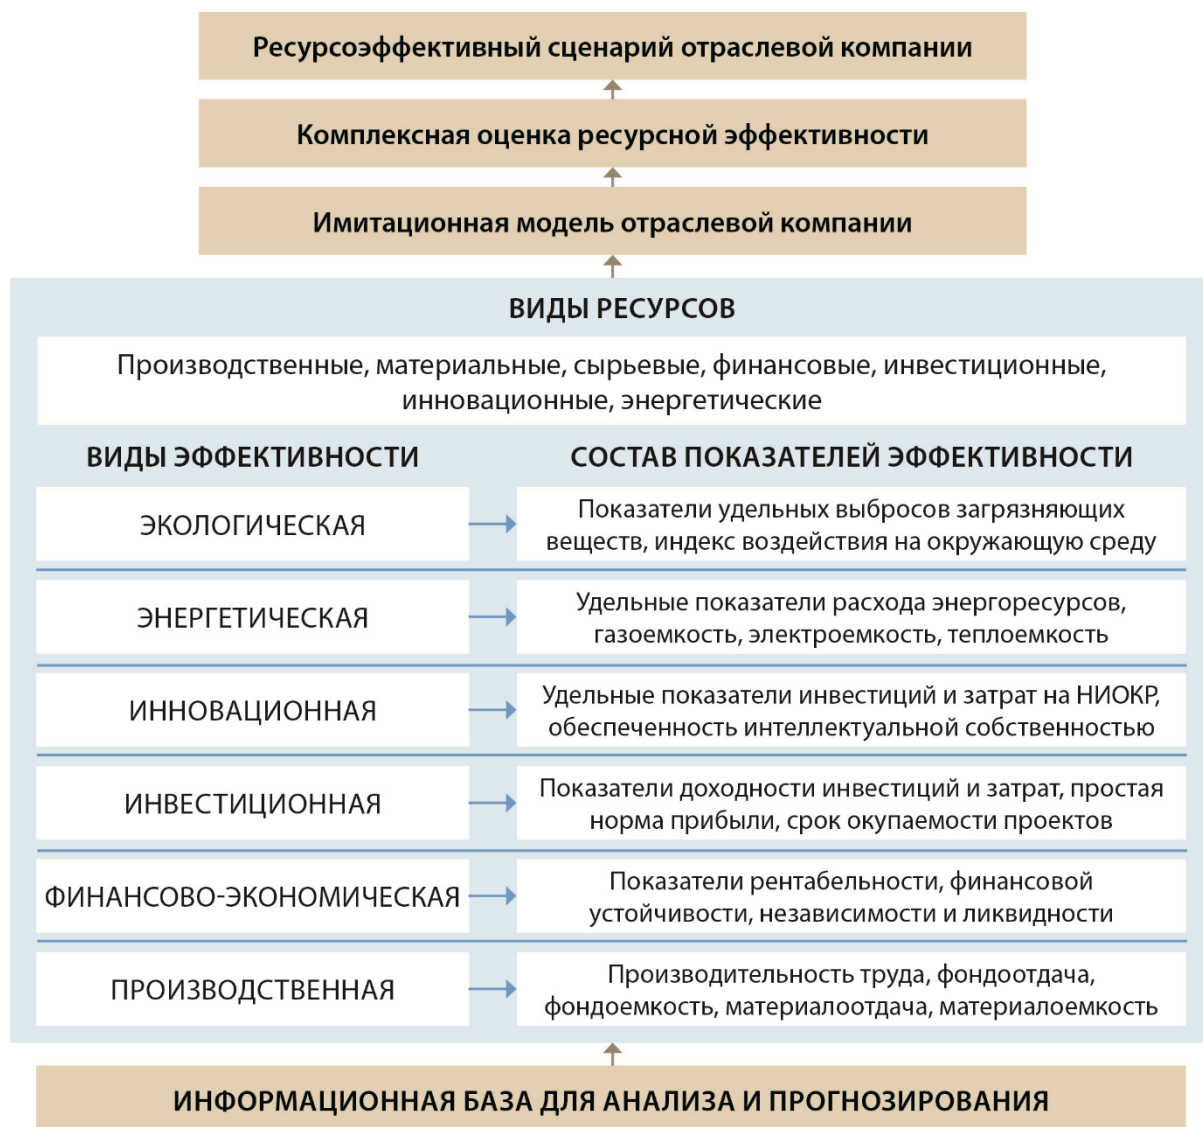 Ресурсоэффективный сценарий отраслевой компании
Комплексная оценка ресурсной эффективности
Имитационная модель отраслевой компании
ВИДЫ РЕСУРСОВ
Производственные, материальные, сырьевые, финансовые, инвестиционные,
инновационные, энергетические
ВИДЫ ЭФФЕКТИВНОСТИ
СОСТАВ ПОКАЗАТЕЛЕЙ ЭФФЕКТИВНОСТИ
ЭКОЛОГИЧЕСКАЯ
Показатели удельных выбросов загрязняющих
веществ, индекс воздействия на окружающую среду
ЭНЕРГЕТИЧЕСКАЯ
Удельные показатели расхода энергоресурсов,
газоемкость, электроемкость, теплоемкость
ИННОВАЦИОННАЯ
Удельные показатели инвестиций и затрат на НИОКР,
обеспеченность интеллектуальной собственностью
ИНВЕСТИЦИОННАЯ
Показатели доходности инвестиций и затрат, простая
норма прибыли, срок окупаемости проектов
ФИНАНСОВО-ЭКОНОМИЧЕСКАЯ
Показатели рентабельности, финансовой
устойчивости, независимости и ликвидности
ПРОИЗВОДСТВЕННАЯ
Производительность труда, фондоотдача,
фондоемкость, материалоотдача, материалоемкость
ИНФОРМАЦИОННАЯ БАЗА ДЛЯ АНАЛИЗА И ПРОГНОЗИРОВАНИЯ